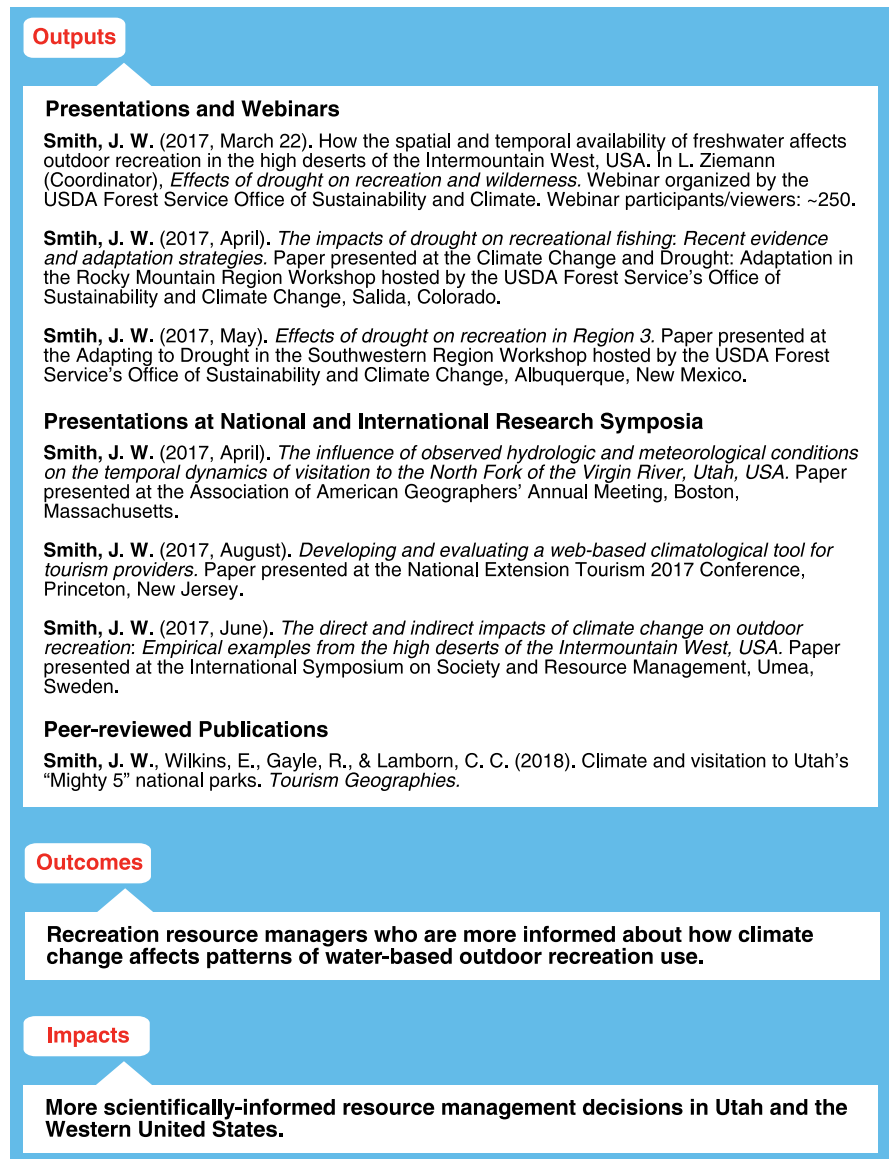 Outputs
Presentations and Webinars
Smith, J. W. (2017, March 22). How the spatial and temporal availability of freshwater affects
outdoor recreation in the high deserts of the Intermountain West, USA. In L. Ziemann
(Coordinator), Effects of drought on recreation and wilderness. Webinar organized by the
USDA Forest Service Office of Sustainability and Climate. Webinar participants/viewers: ~250.
Smtih, J. W. (2017, April). The impacts of drought on recreational fishing: Recent evidence
and adaptation strategies. Paper presented at the Climate Change and Drought: Adaptation in
the Rocky Mountain Region Workshop hosted by the USDA Forest Service's Office of
Sustainability and Climate Change, Salida, Colorado.
Smtih, J. W. (2017, May). Effects of drought on recreation in Region 3. Paper presented at
the Adapting to Drought in the Southwestern Region Workshop hosted by the USDA Forest
Service's Office of Sustainability and Climate Change, Albuquerque, New Mexico.
Presentations at National and International Research Symposia
Smith, J. W. (2017, April). The influence of observed hydrologic and meteorological conditions
on the temporal dynamics of visitation to the North Fork of the Virgin River, Utah, USA. Paper
presented at the Association of American Geographers' Annual Meeting, Boston,
Massachusetts.
Smith, J. W. (2017, August). Developing and evaluating a web-based climatological tool for
tourism providers. Paper presented at the National Extension Tourism 2017 Conference,
Princeton, New Jersey.
Smith, J. W. (2017, June). The direct and indirect impacts of climate change on outdoor
recreation: Empirical examples from the high deserts of the Intermountain West, USA. Paper
presented at the International Symposium on Society and Resource Management, Umea,
Sweden.
Peer-reviewed Publications
Smith, J. W., Wilkins, E., Gayle, R., & Lamborn, C. C. (2018). Climate and visitation to Utah's
"Mighty 5" national parks. Tourism Geographies.
Outcomes
Recreation resource managers who are more informed about how climate
change affects patterns of water-based outdoor recreation use.
Impacts
More scientifically-informed resource management decisions in Utah and the
Western United States.